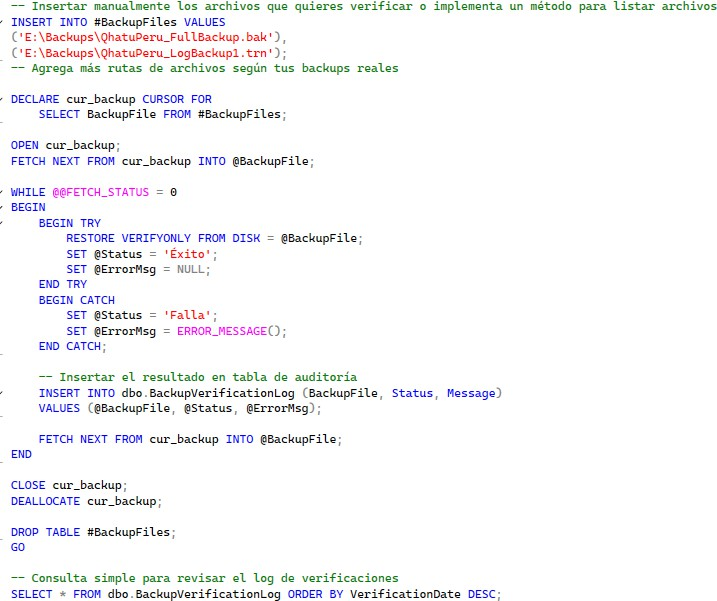 -- Insertar manualmente los archivos que quieres verificar o implementa un método para listar archivos
INSERT INTO #BackupFiles VALUES
('E:\Backups\QhatuPeru_FullBackup.bak'),
('E:\Backups\QhatuPeru_LogBackup1.trn');
-- Agrega más rutas de archivos según tus backups reales
DECLARE cur_backup CURSOR FOR
SELECT BackupFile FROM #BackupFiles;
OPEN cur_backup;
FETCH NEXT FROM cur_backup INTO @BackupFile;
WHILE @@FETCH_STATUS = 0
BEGIN
BEGIN TRY
RESTORE VERIFYONLY FROM DISK = @BackupFile;
SET @Status = 'Éxito';
SET @ErrorMsg = NULL;
END TRY
BEGIN CATCH
SET @Status = 'Falla';
SET @ErrorMsg = ERROR_MESSAGE();
END CATCH;
-- Insertar el resultado en tabla de auditoría
INSERT INTO dbo.BackupVerificationLog (BackupFile, Status, Message)
VALUES (@BackupFile, @Status, @ErrorMsg);
FETCH NEXT FROM cur_backup INTO @BackupFile;
END
CLOSE cur_backup;
DEALLOCATE cur_backup;
DROP TABLE #BackupFiles;
GO
-- Consulta simple para revisar el log de verificaciones
SELECT * FROM dbo.BackupVerificationLog ORDER BY VerificationDate DESC;